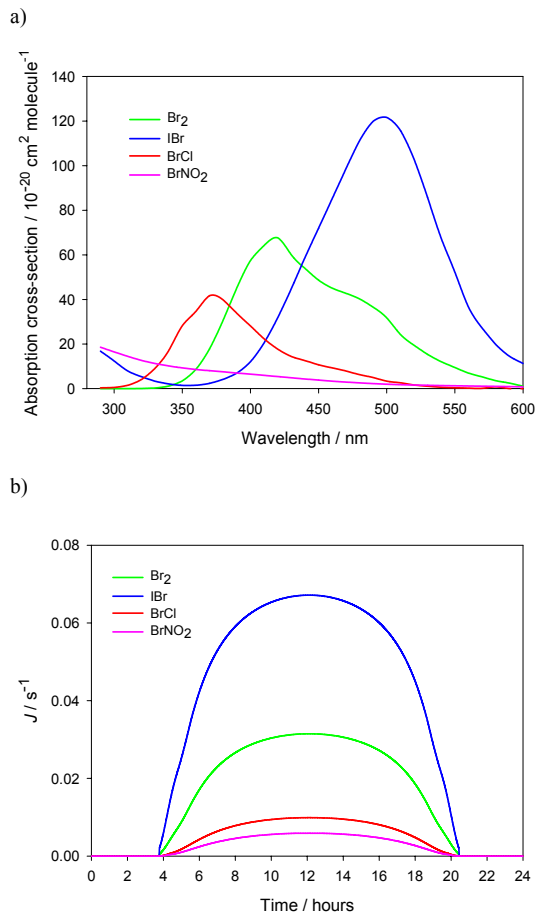 a)
140
120
100
80
60
40
20
0
Absorption cross-section / 10⁻²⁰ cm² molecule⁻¹
Br₂
IBr
BrCl
BrNO₂
300 350 400 450 500 550 600
Wavelength / nm
b)
0.08
0.06
0.04
0.02
0.00
J / s⁻¹
Br₂
IBr
BrCl
BrNO₂
0 2 4 6 8 10 12 14 16 18 20 22 24
Time / hours